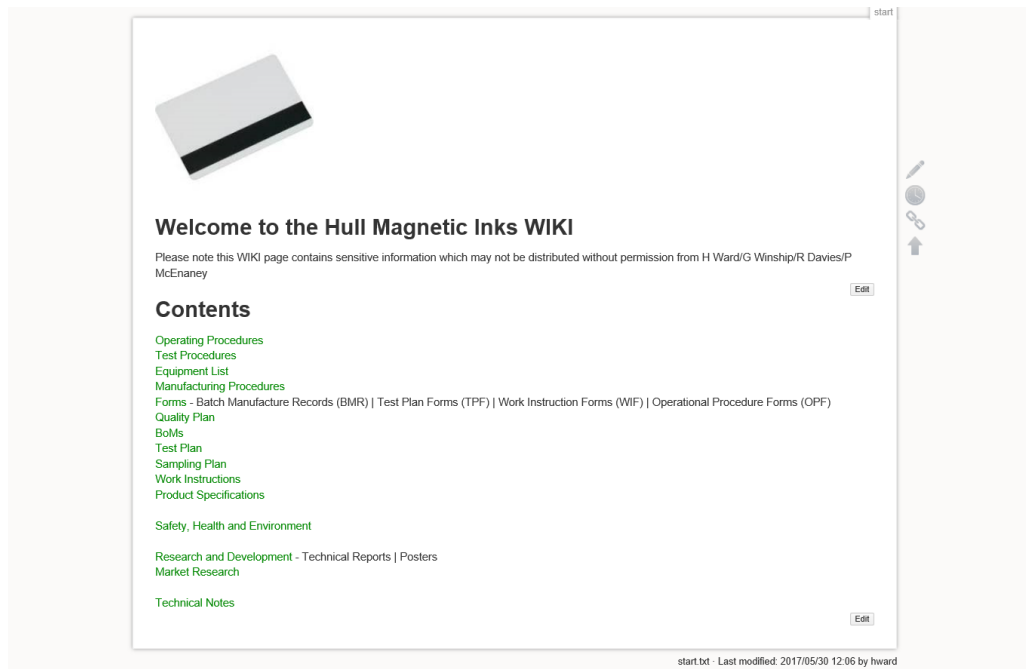 start
Welcome to the Hull Magnetic Inks WIKI
Please note this WIKI page contains sensitive information which may not be distributed without permission from H Ward/G Winship/R Davies/P
McEnaney
Edit
Contents
Operating Procedures
Test Procedures
Equipment List
Manufacturing Procedures
Forms - Batch Manufacture Records (BMR) | Test Plan Forms (TPF) | Work Instruction Forms (WIF) | Operational Procedure Forms (OPF)
Quality Plan
BoMs
Test Plan
Sampling Plan
Work Instructions
Product Specifications
Safety, Health and Environment
Research and Development - Technical Reports | Posters
Market Research
Technical Notes
Edit
start.txt · Last modified: 2017/05/30 12:06 by hward